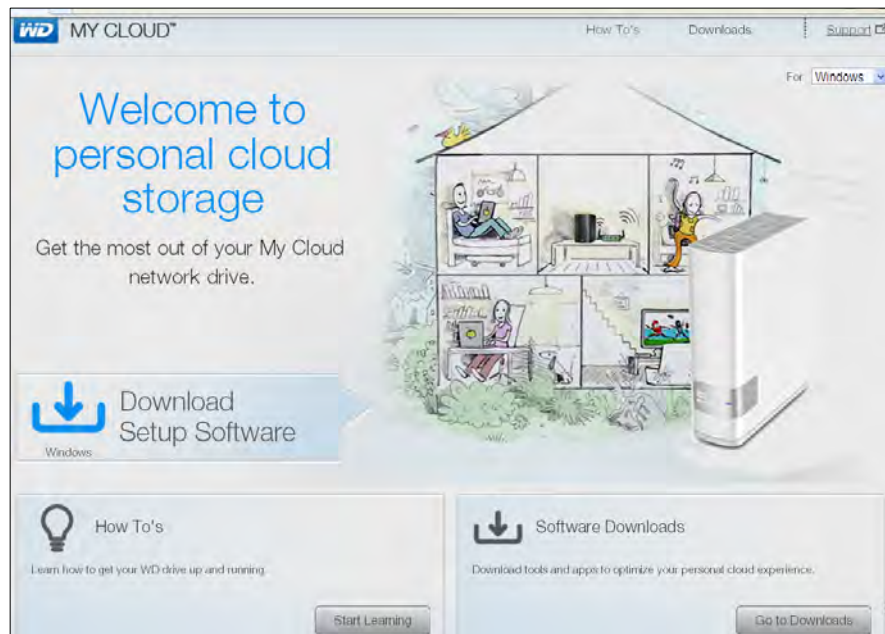 WD MY CLOUD™
How To's Downloads Support
For Windows
Welcome to
personal cloud
storage
Get the most out of your My Cloud
network drive.
Download
Setup Software
Windows
How To's
Learn how to get your WD drive up and running.
Start Learning
Software Downloads
Download tools and apps to optimize your personal cloud experience.
Go to Downloads